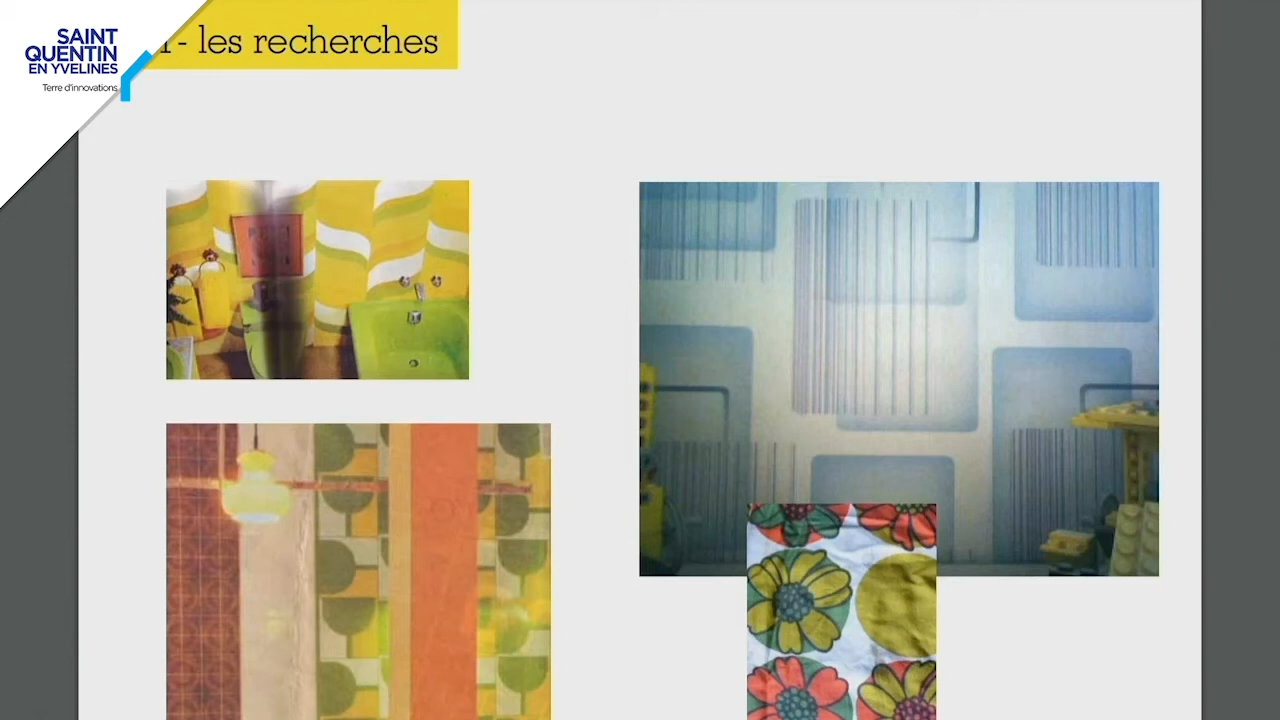 SAINT
QUENTIN
EN YVELINES
Terre d'innovations
- les recherches